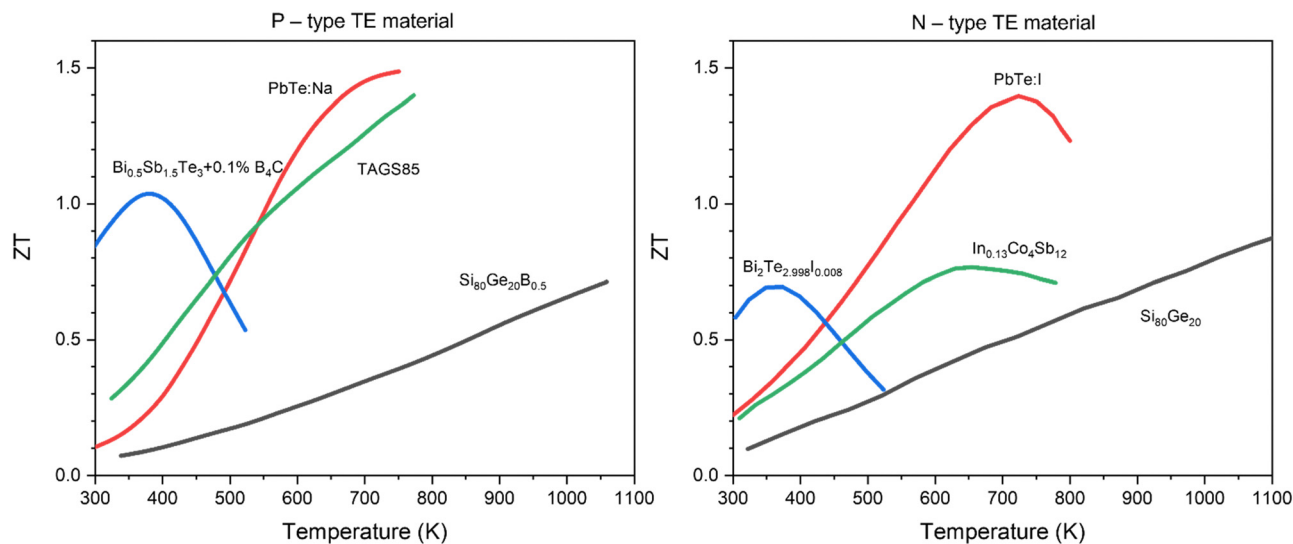 P – type TE material
1.5
1.0
0.5
0.0
ZT
PbTe:Na
Bi₀.₅Sb₁.₅Te₃+0.1% B₄C
TAGS85
Si₈₀Ge₂₀B₀.₅
300 400 500 600 700 800 900 1000 1100
Temperature (K)
N – type TE material
1.5
1.0
0.5
0.0
ZT
PbTe:I
In₀.₁₃Co₄Sb₁₂
Bi₂Te₂.₉₉₈I₀.₀₀₈
Si₈₀Ge₂₀
300 400 500 600 700 800 900 1000 1100
Temperature (K)